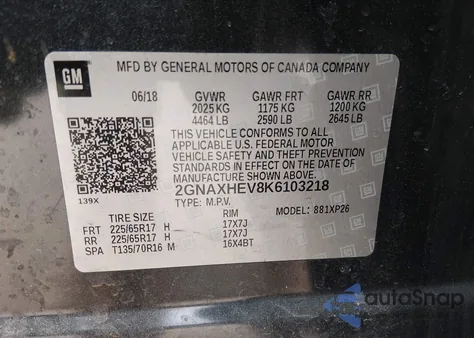 GM
MFD BY GENERAL MOTORS OF CANADA COMPANY
06/18 GVWR GAWR FRT GAWR RR
2025 KG 1175 KG 1200 KG
4464 LB 2590 LB 2645 LB
THIS VEHICLE CONFORMS TO ALL APPLICABLE
U.S. FEDERAL MOTOR
VEHICLE SAFETY AND THEFT PREVENTION
STANDARDS IN EFFECT ON THE DATE OF
MANUFACTURE SHOWN ABOVE.
2GNAXHEV8K6103218
139X
TYPE: M.P.V. MODEL: 881XP26
TIRE SIZE RIM
FRT 225/65R17 H 17X7J
RR 225/65R17 H 17X7J
SPA T135/70R16 M 16X4BT
autoSnap